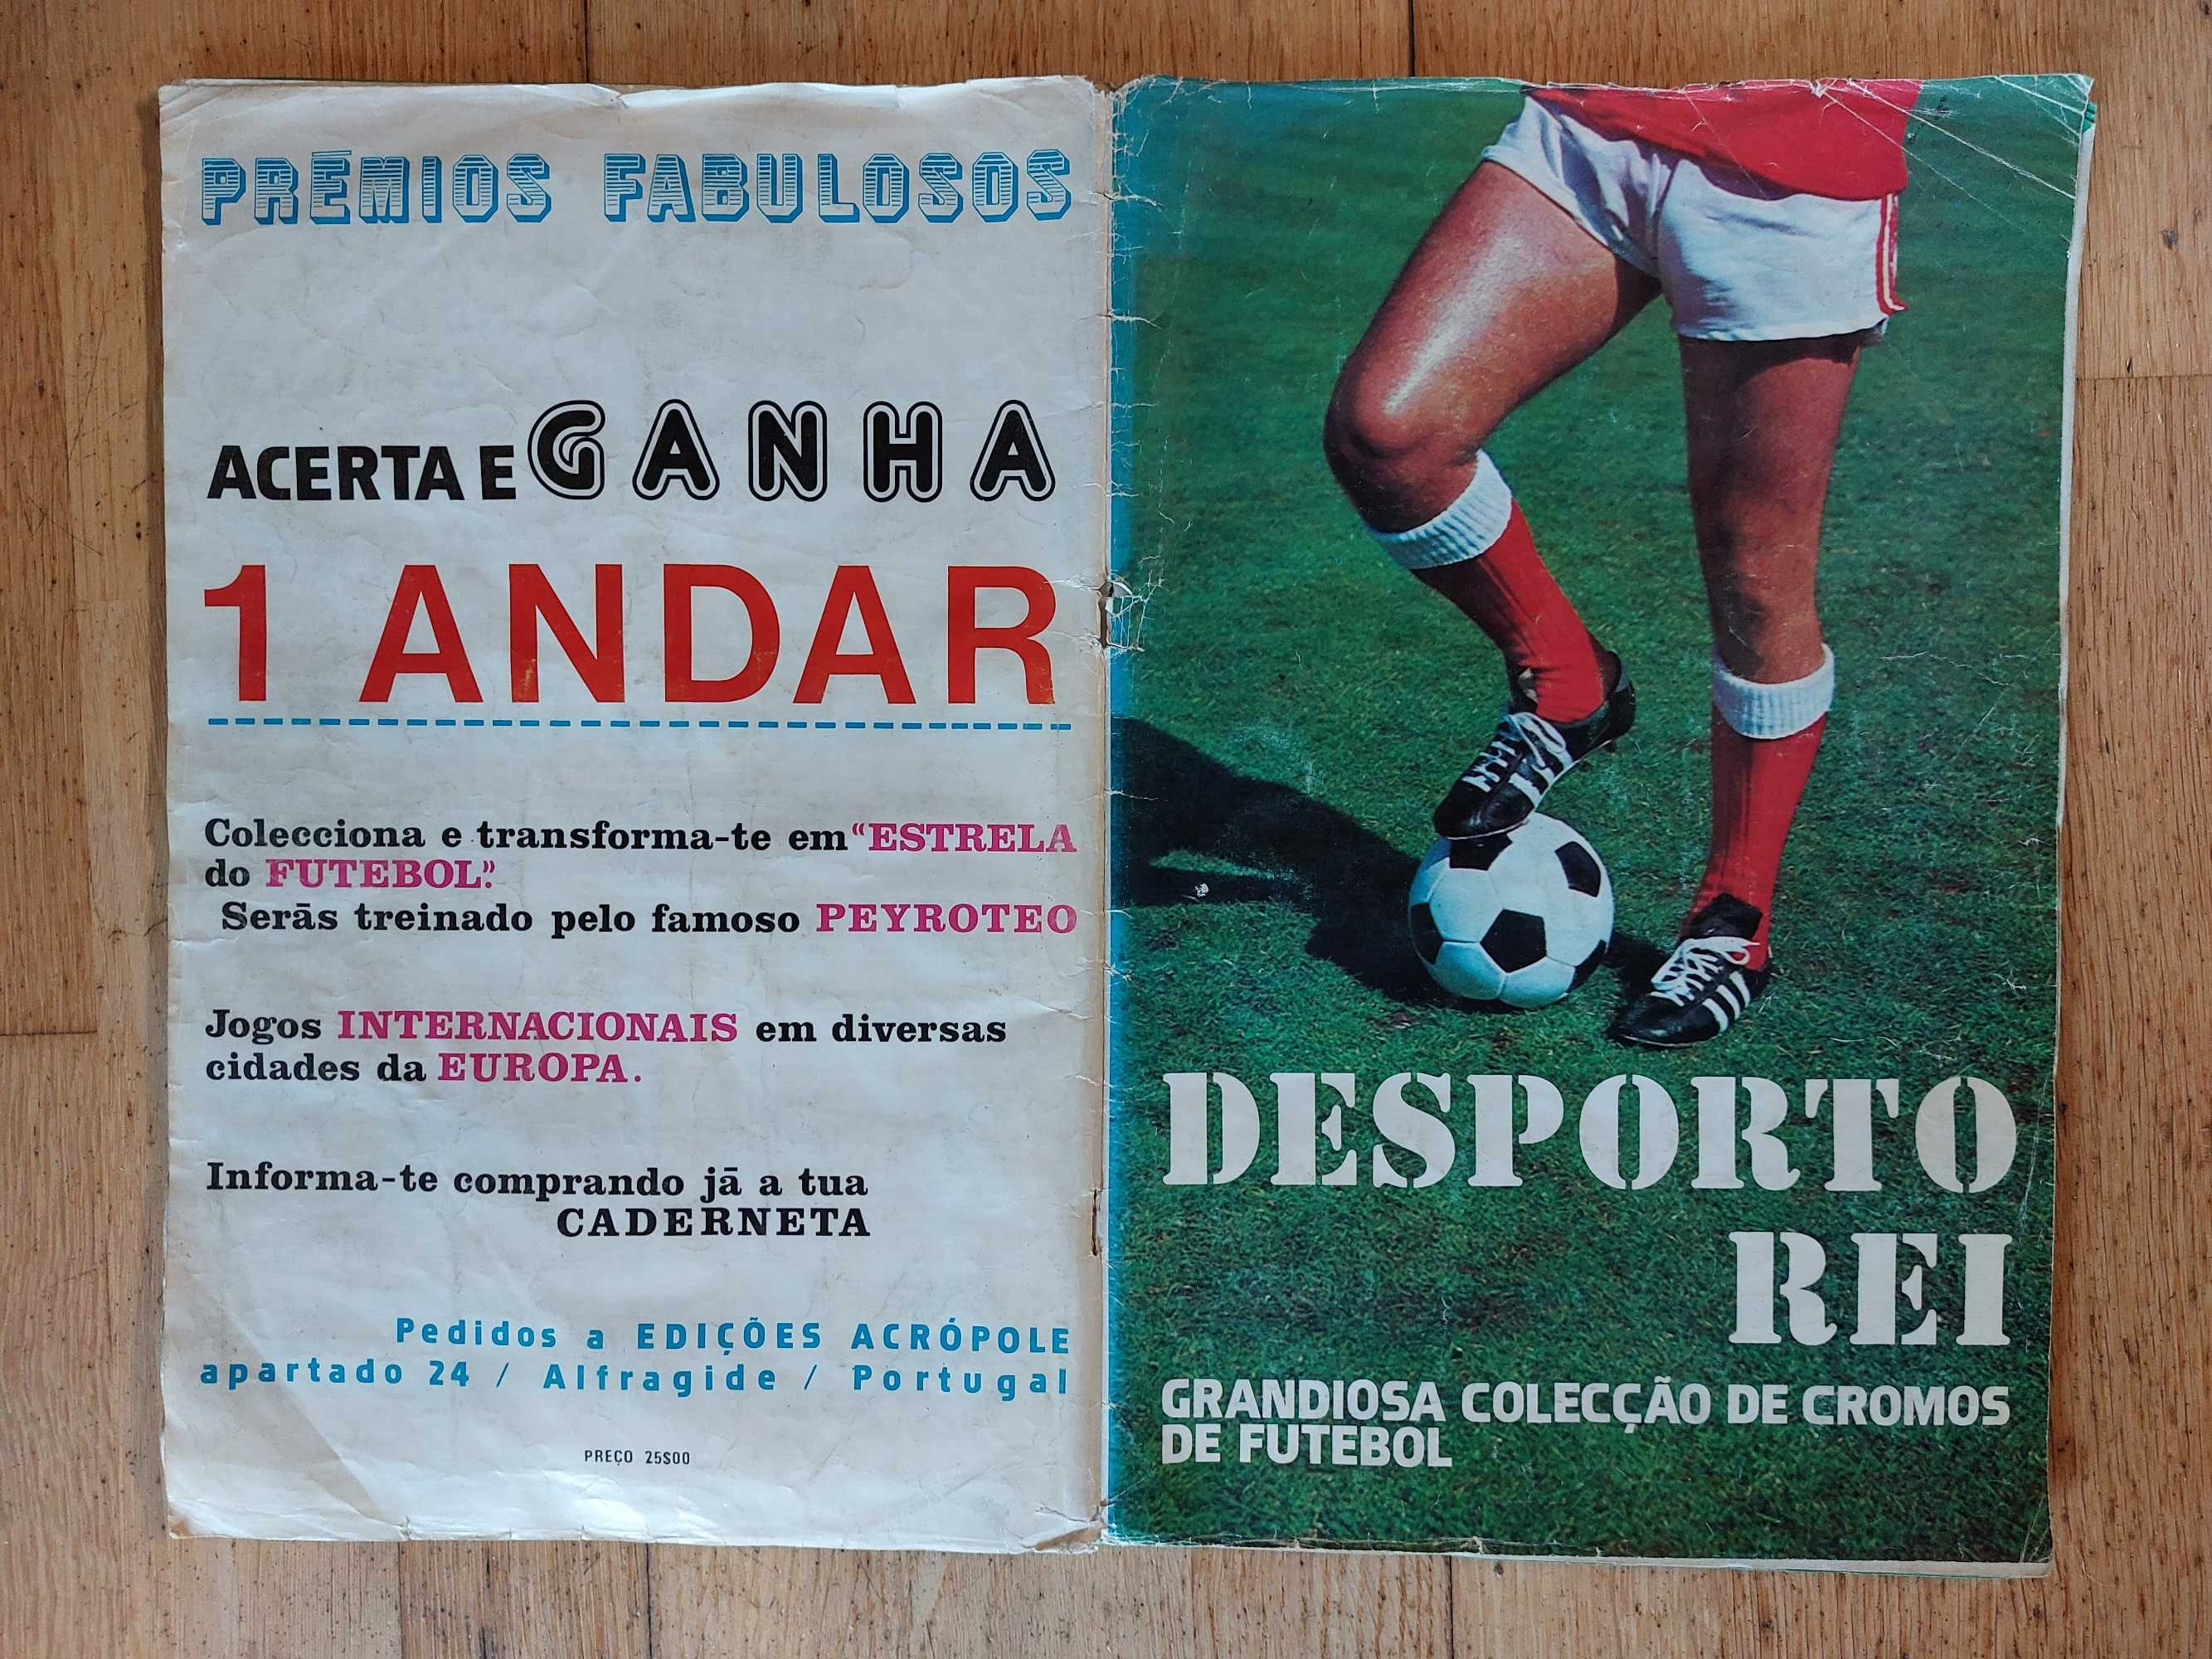 PRÉMIOS FABULOSOS
ACERTA E GANHA
1 ANDAR
Colecciona e transforma-te em "ESTRELA
do FUTEBOL".
Serās treinado pelo famoso PEYROTEO
Jogos INTERNACIONAIS em diversas
cidades da EUROPA.
Informa-te comprando jā a tua
CADERNETA
Pedidos a EDIÇÕES ACRÓPOLE
apartado 24 / Alfragide / Portugal
PREÇO 25$00
DESPORTO
REI
GRANDIOSA COLECÇÃO DE CROMOS
DE FUTEBOL